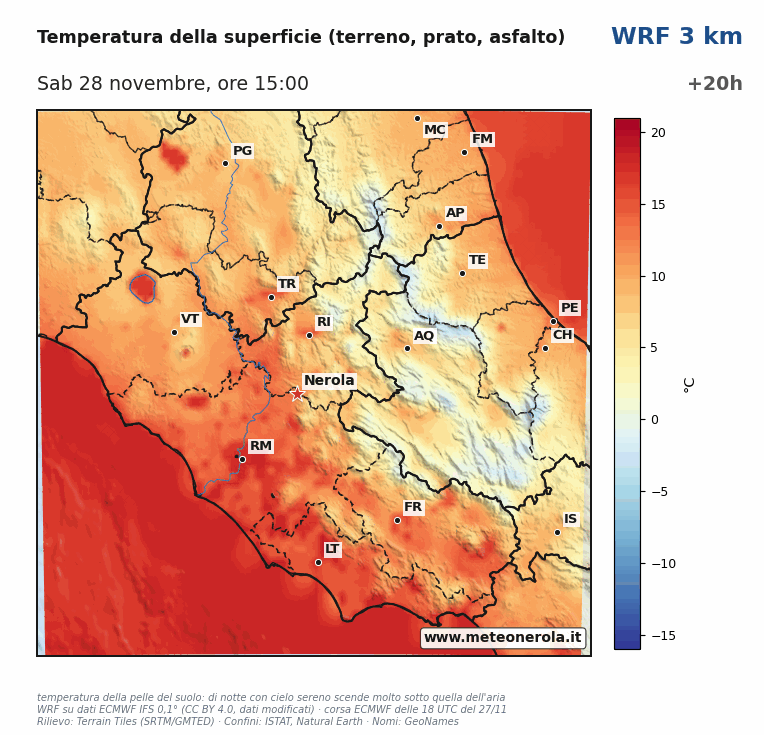 Temperatura della superficie (terreno, prato, asfalto)
WRF 3 km
Sab 28 novembre, ore 15:00
+20h
MC
FM
PG
AP
TE
TR
PE
VT
RI
AQ
CH
Nerola
RM
FR
IS
LT
www.meteonerola.it
20
15
10
5
0
−5
−10
−15
°C
temperatura della pelle del suolo: di notte con cielo sereno scende molto sotto quella dell'aria
WRF su dati ECMWF IFS 0,1° (CC BY 4.0, dati modificati) · corsa ECMWF delle 18 UTC del 27/11
Rilievo: Terrain Tiles (SRTM/GMTED) · Confini: ISTAT, Natural Earth · Nomi: GeoNames